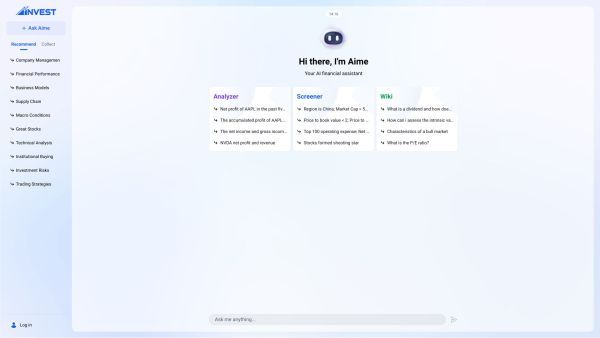 AINVEST
+ Ask Aime
Recommend Collect
Company Managemen
Financial Performance
Business Models
Supply Chain
Macro Conditions
Great Stocks
Technical Analysis
Institutional Buying
Investment Risks
Trading Strategies
Log in
Hi there, I'm Aime
Your AI financial assistant
Analyzer
Net profit of AAPL in the past fiv...
The accumulated profit of AAPL...
The net income and gross incom...
NVDA net profit and revenue
Screener
Region is China; Market Cap > 5...
Price to book value < 2; Price to ...
Top 100 operating expense; Net ...
Stocks formed shooting star
Wiki
What is a dividend and how doe...
How can I assess the intrinsic va...
Characteristics of a bull market
What is the P/E ratio?
Ask me anything...